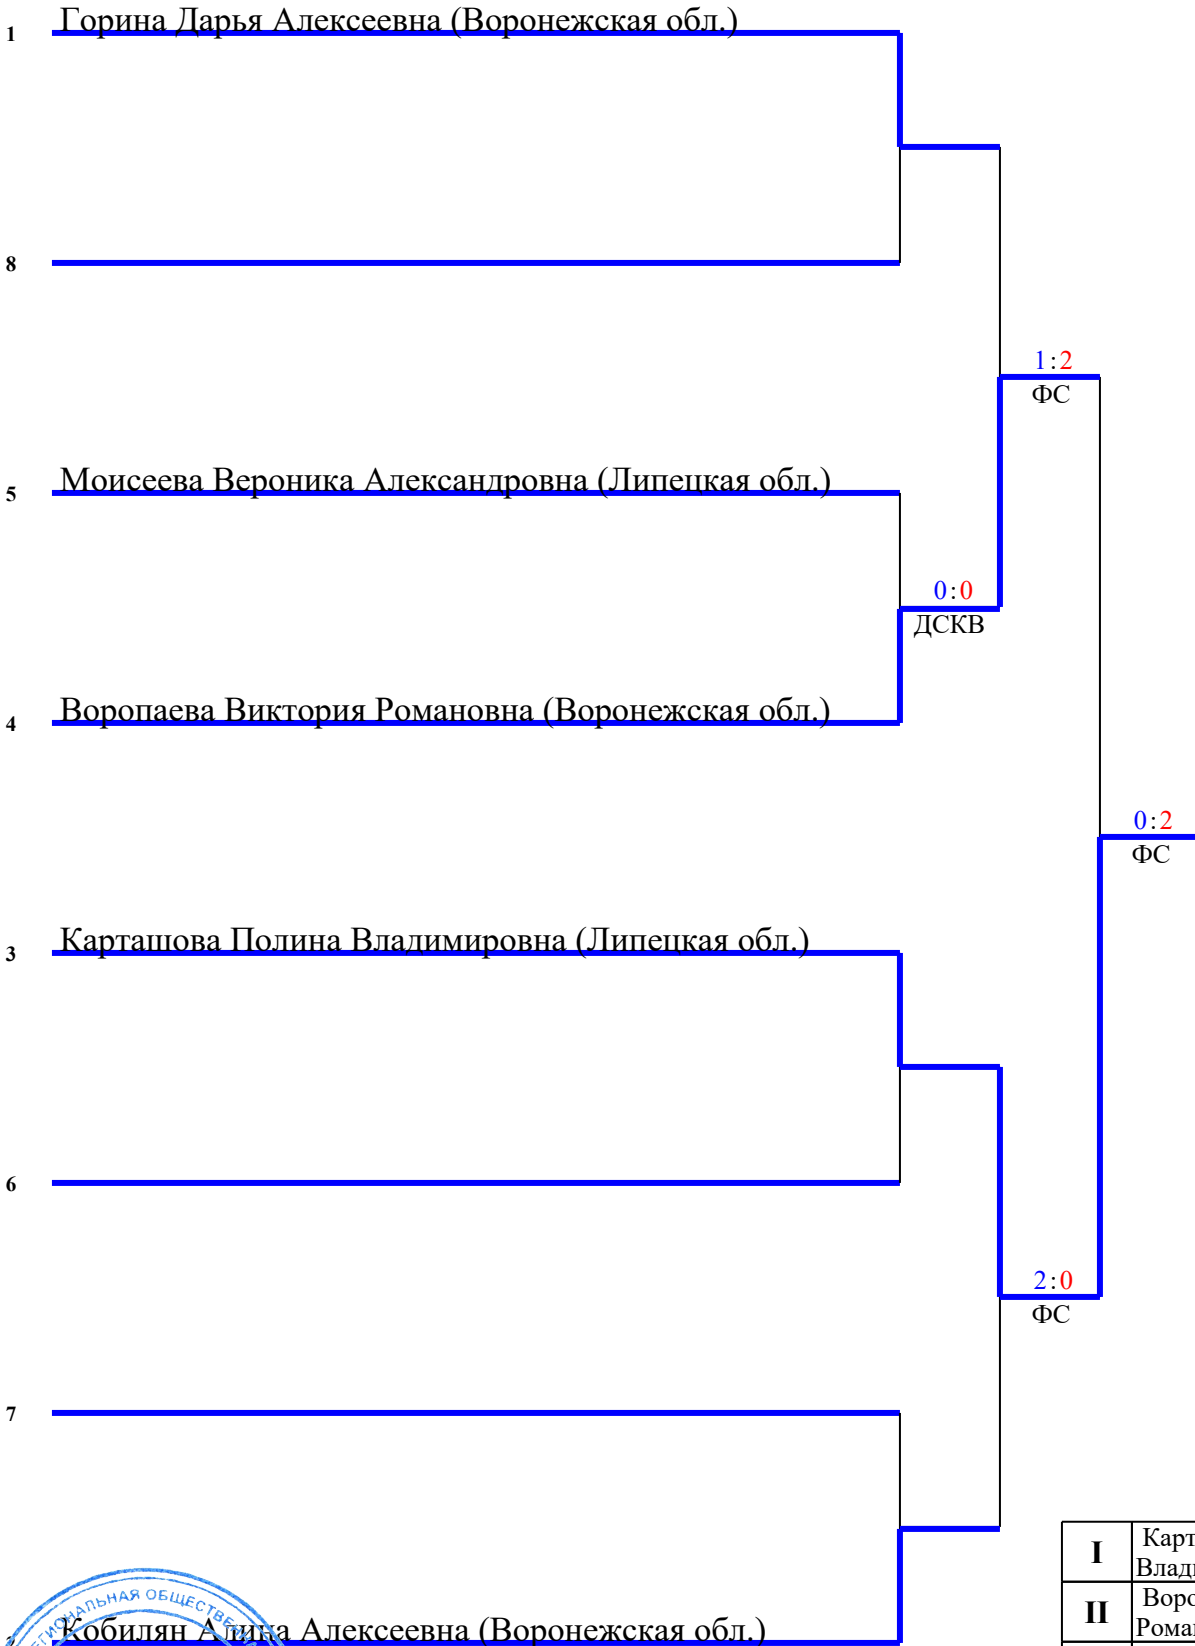 1 Горина Дарья Алексеевна (Воронежская обл.)
8
1:2
ФС
5 Моисеева Вероника Александровна (Липецкая обл.)
0:0
ДСКВ
4 Воропаева Виктория Романовна (Воронежская обл.)
0:2
ФС
3 Карташова Полина Владимировна (Липецкая обл.)
6
2:0
ФС
7
I Карт
Влади
II Воро
Рома
Кобилян Алина Алексеевна (Воронежская обл.)